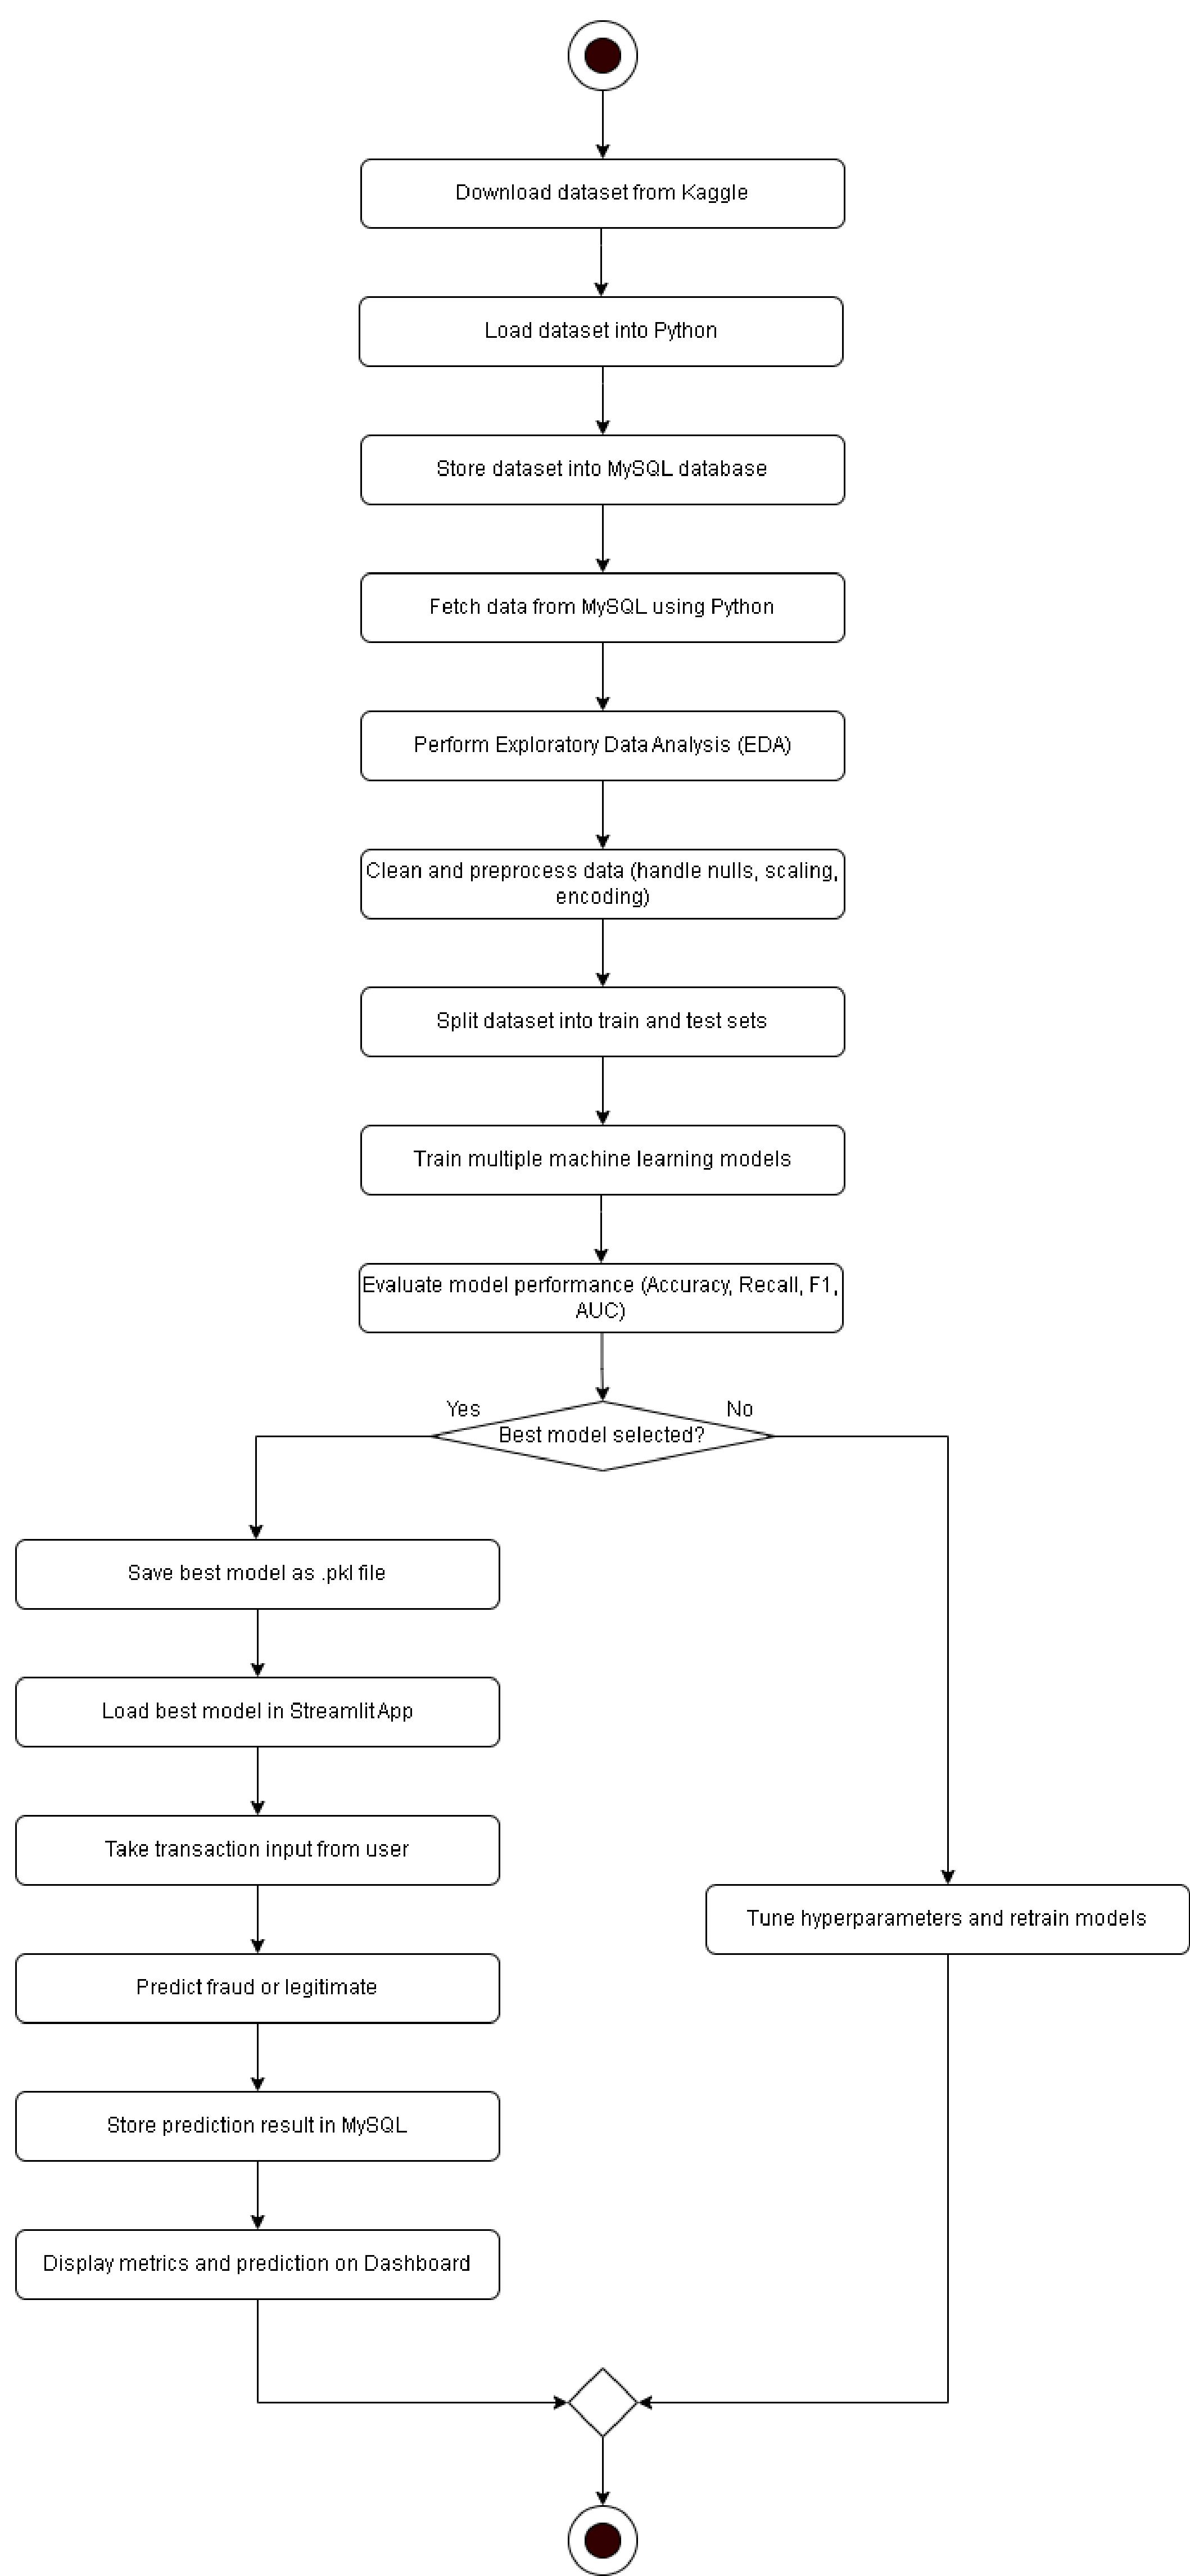 Download dataset from Kaggle
Load dataset into Python
Store dataset into MySQL database
Fetch data from MySQL using Python
Perform Exploratory Data Analysis (EDA)
Clean and preprocess data (handle nulls, scaling,
encoding)
Split dataset into train and test sets
Train multiple machine learning models
Evaluate model performance (Accuracy, Recall, F1,
AUC)
Yes
No
Best model selected?
Save best model as .pkl file
Load best model in Streamlit App
Take transaction input from user
Tune hyperparameters and retrain models
Predict fraud or legitimate
Store prediction result in MySQL
Display metrics and prediction on Dashboard